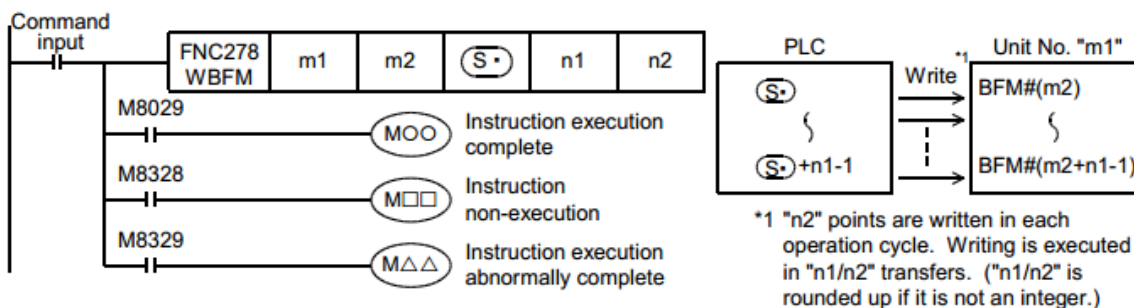 Command
input
FNC278
WBFM
m1
m2
S•
n1
n2
M8029
M○○
Instruction execution
complete
M8328
M□□
Instruction
non-execution
M8329
M△△
Instruction execution
abnormally complete
PLC
*1
Unit No. "m1"
Write
S•
BFM#(m2)
S•+n1-1
BFM#(m2+n1-1)
*1 "n2" points are written in each
operation cycle. Writing is executed
in "n1/n2" transfers. ("n1/n2" is
rounded up if it is not an integer.)